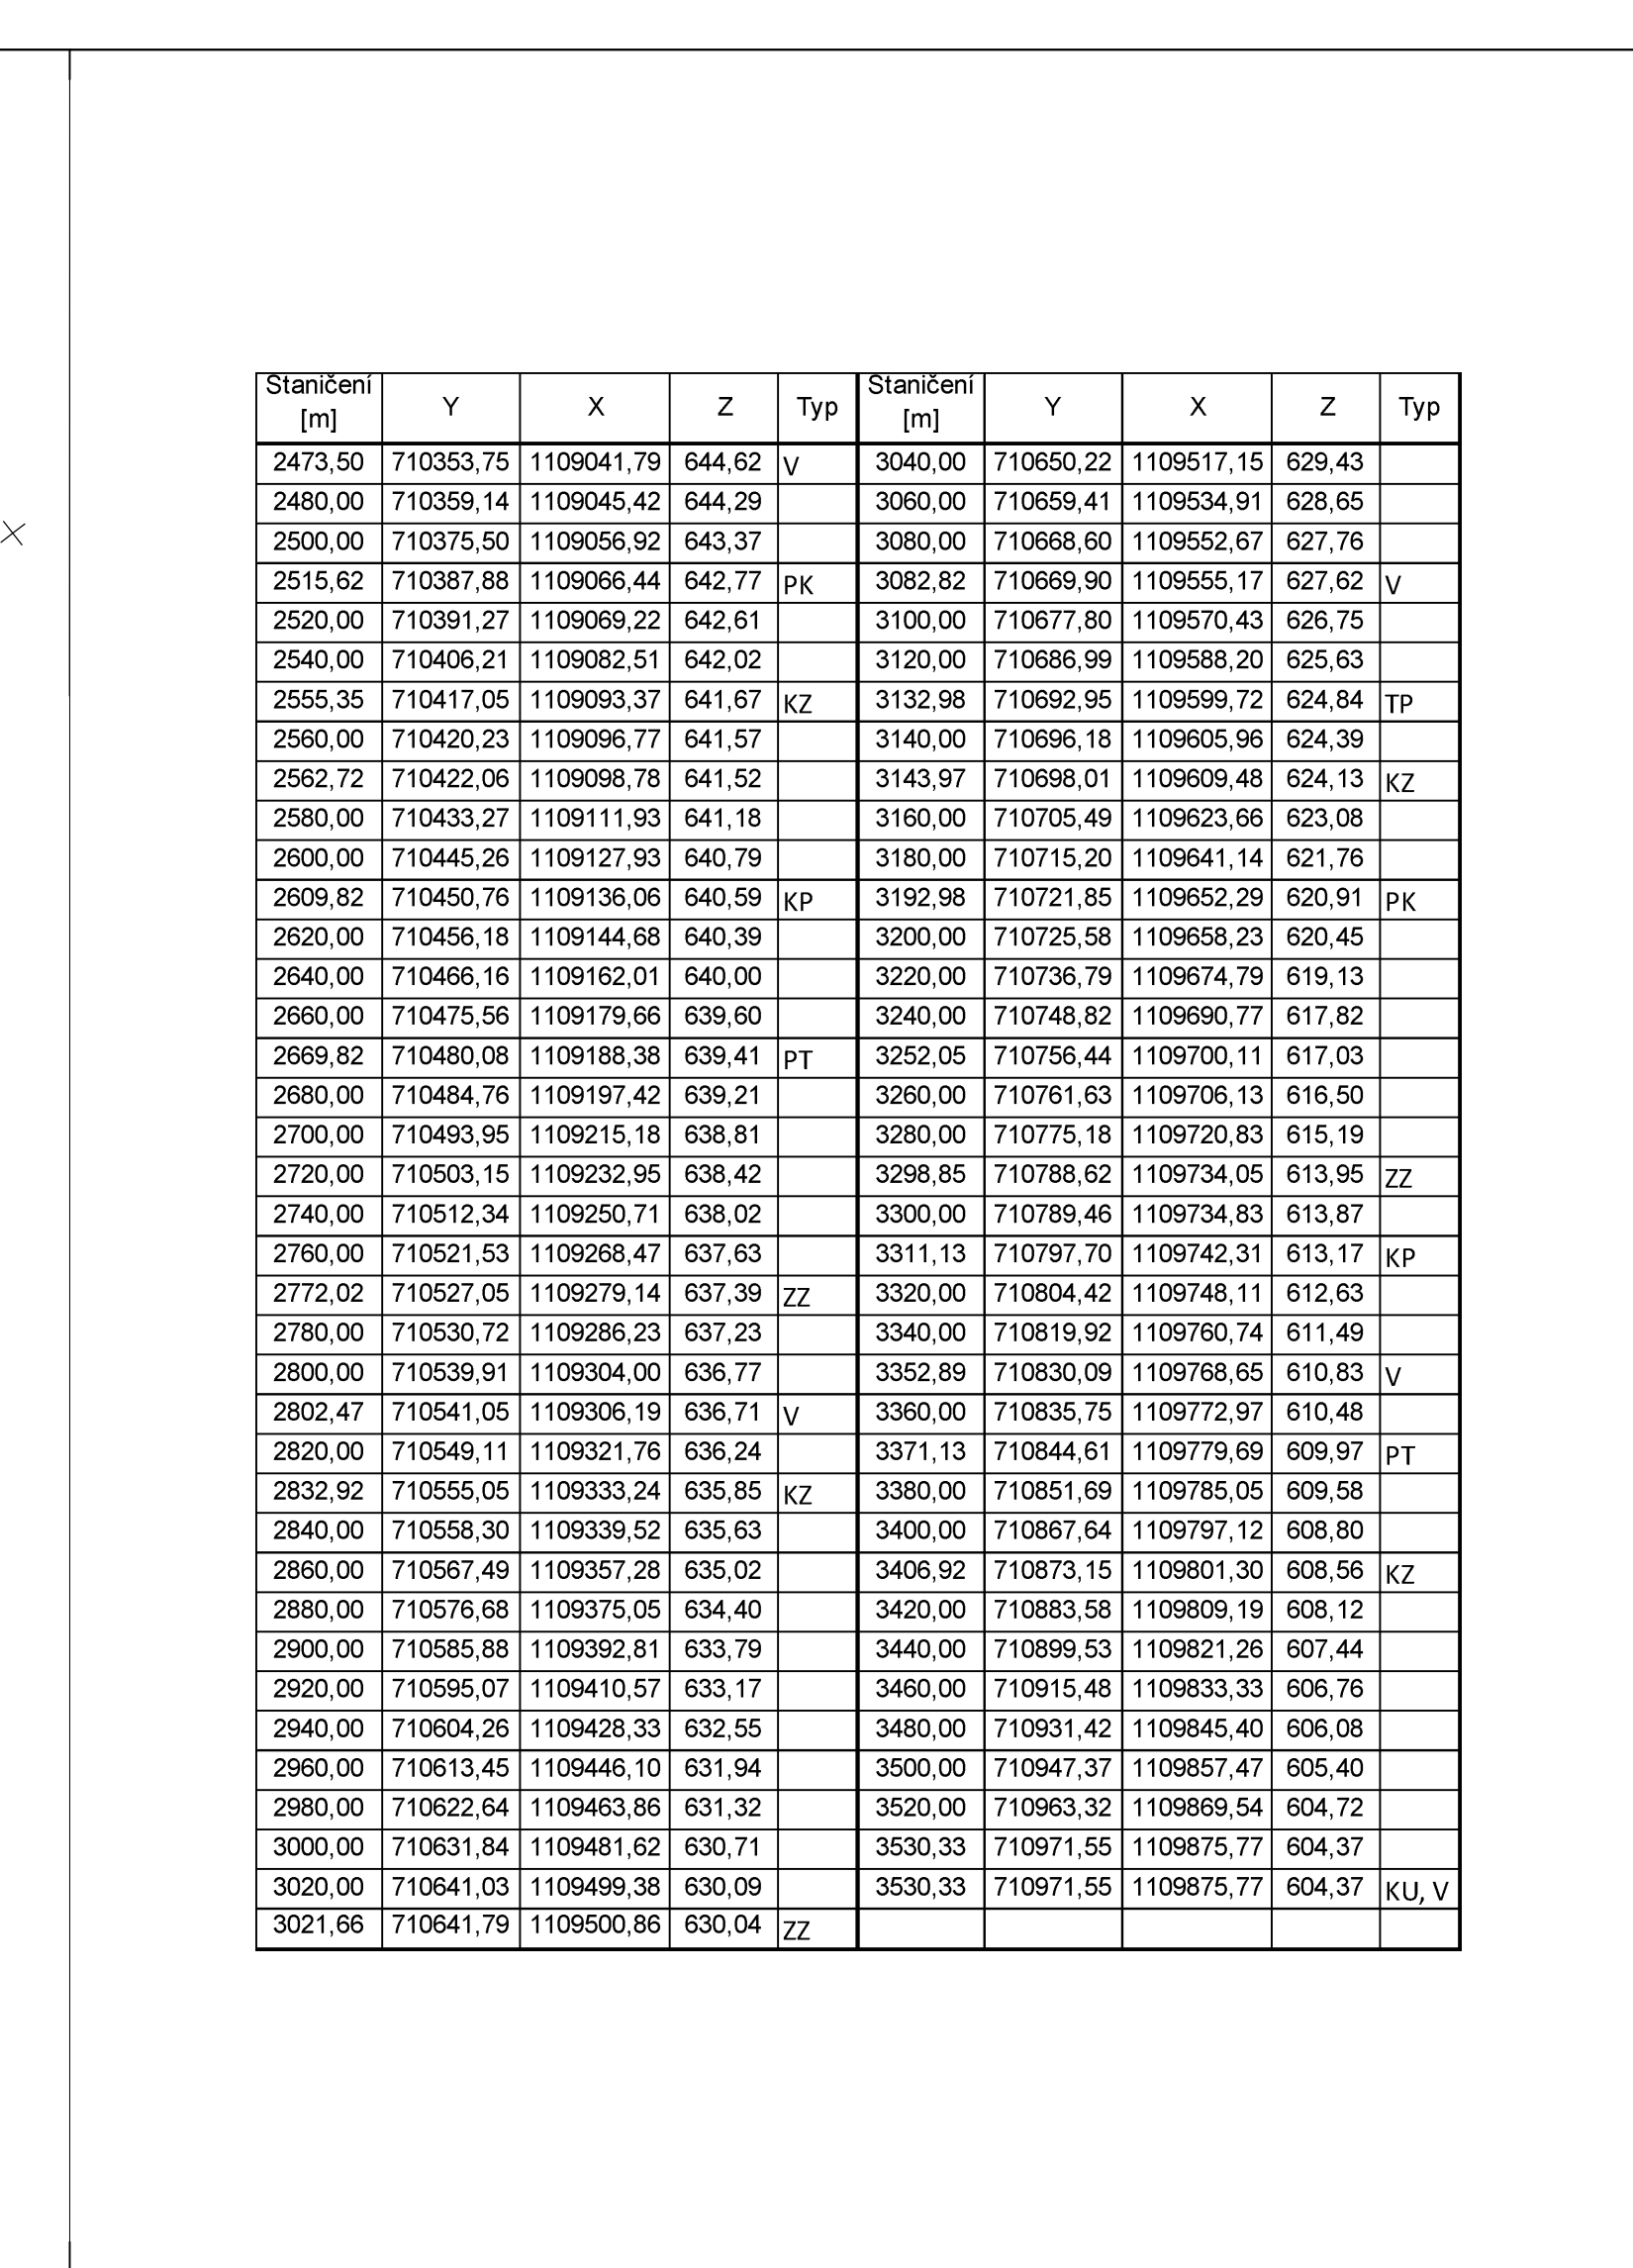 Staničení [m] Y X Z Typ Staničení [m] Y X Z Typ
2473,50 710353,75 1109041,79 644,62 V 3040,00 710650,22 1109517,15 629,43
2480,00 710359,14 1109045,42 644,29 3060,00 710659,41 1109534,91 628,65
2500,00 710375,50 1109056,92 643,37 3080,00 710668,60 1109552,67 627,76
2515,62 710387,88 1109066,44 642,77 PK 3082,82 710669,90 1109555,17 627,62 V
2520,00 710391,27 1109069,22 642,61 3100,00 710677,80 1109570,43 626,75
2540,00 710406,21 1109082,51 642,02 3120,00 710686,99 1109588,20 625,63
2555,35 710417,05 1109093,37 641,67 KZ 3132,98 710692,95 1109599,72 624,84 TP
2560,00 710420,23 1109096,77 641,57 3140,00 710696,18 1109605,96 624,39
2562,72 710422,06 1109098,78 641,52 3143,97 710698,01 1109609,48 624,13 KZ
2580,00 710433,27 1109111,93 641,18 3160,00 710705,49 1109623,66 623,08
2600,00 710445,26 1109127,93 640,79 3180,00 710715,20 1109641,14 621,76
2609,82 710450,76 1109136,06 640,59 KP 3192,98 710721,85 1109652,29 620,91 PK
2620,00 710456,18 1109144,68 640,39 3200,00 710725,58 1109658,23 620,45
2640,00 710466,16 1109162,01 640,00 3220,00 710736,79 1109674,79 619,13
2660,00 710475,56 1109179,66 639,60 3240,00 710748,82 1109690,77 617,82
2669,82 710480,08 1109188,38 639,41 PT 3252,05 710756,44 1109700,11 617,03
2680,00 710484,76 1109197,42 639,21 3260,00 710761,63 1109706,13 616,50
2700,00 710493,95 1109215,18 638,81 3280,00 710775,18 1109720,83 615,19
2720,00 710503,15 1109232,95 638,42 3298,85 710788,62 1109734,05 613,95 ZZ
2740,00 710512,34 1109250,71 638,02 3300,00 710789,46 1109734,83 613,87
2760,00 710521,53 1109268,47 637,63 3311,13 710797,70 1109742,31 613,17 KP
2772,02 710527,05 1109279,14 637,39 ZZ 3320,00 710804,42 1109748,11 612,63
2780,00 710530,72 1109286,23 637,23 3340,00 710819,92 1109760,74 611,49
2800,00 710539,91 1109304,00 636,77 3352,89 710830,09 1109768,65 610,83 V
2802,47 710541,05 1109306,19 636,71 V 3360,00 710835,75 1109772,97 610,48
2820,00 710549,11 1109321,76 636,24 3371,13 710844,61 1109779,69 609,97 PT
2832,92 710555,05 1109333,24 635,85 KZ 3380,00 710851,69 1109785,05 609,58
2840,00 710558,30 1109339,52 635,63 3400,00 710867,64 1109797,12 608,80
2860,00 710567,49 1109357,28 635,02 3406,92 710873,15 1109801,30 608,56 KZ
2880,00 710576,68 1109375,05 634,40 3420,00 710883,58 1109809,19 608,12
2900,00 710585,88 1109392,81 633,79 3440,00 710899,53 1109821,26 607,44
2920,00 710595,07 1109410,57 633,17 3460,00 710915,48 1109833,33 606,76
2940,00 710604,26 1109428,33 632,55 3480,00 710931,42 1109845,40 606,08
2960,00 710613,45 1109446,10 631,94 3500,00 710947,37 1109857,47 605,40
2980,00 710622,64 1109463,86 631,32 3520,00 710963,32 1109869,54 604,72
3000,00 710631,84 1109481,62 630,71 3530,33 710971,55 1109875,77 604,37
3020,00 710641,03 1109499,38 630,09 3530,33 710971,55 1109875,77 604,37 KU, V
3021,66 710641,79 1109500,86 630,04 ZZ